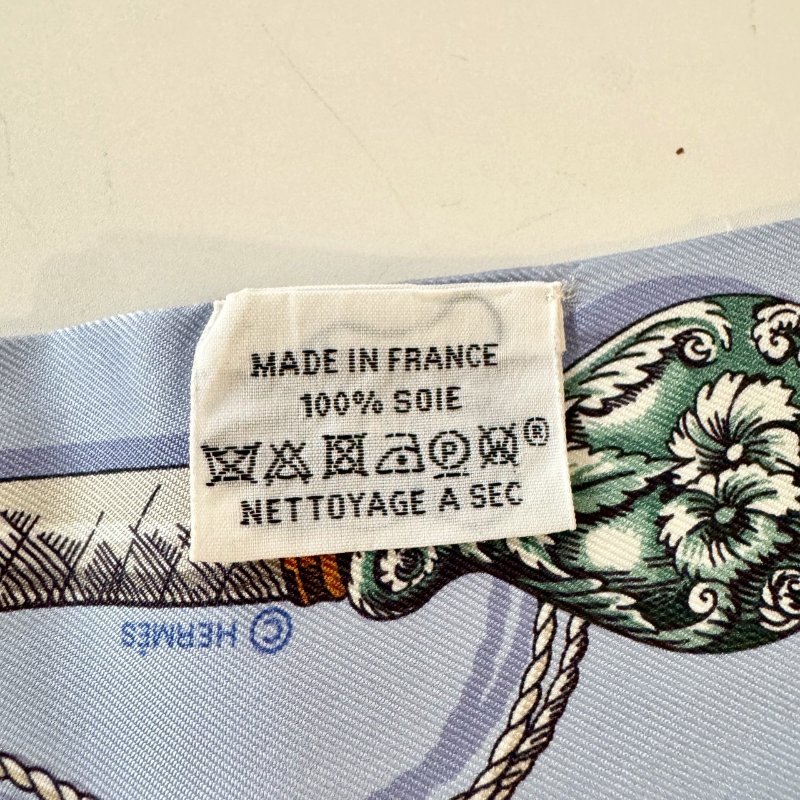 MADE IN FRANCE
100% SOIE
P W ®
NETTOYAGE A SEC
© HERMÈS